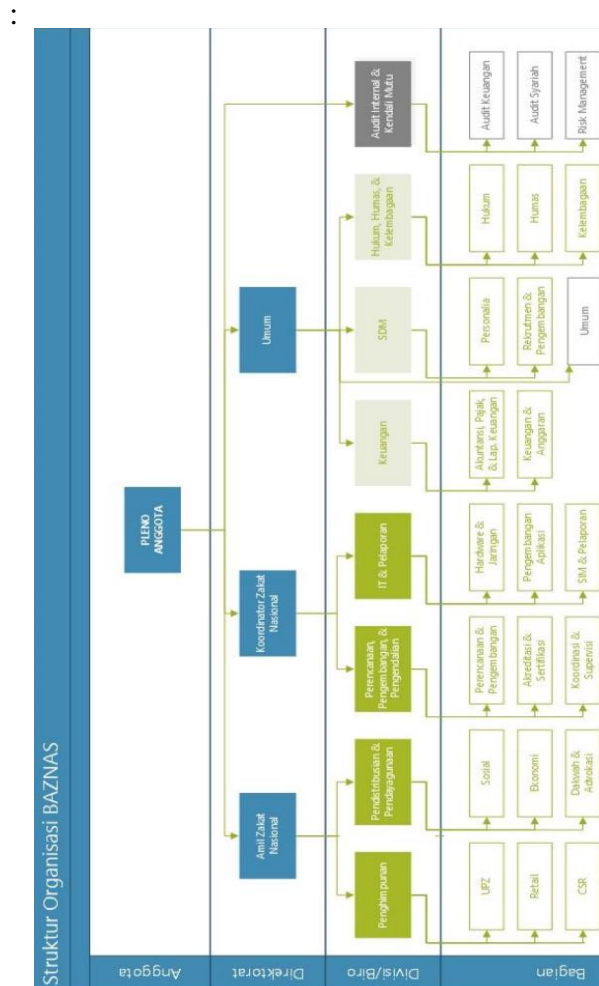 :
Struktur Organisasi BAZNAS
Anggota
PLENO
ANGGOTA
Direktorat
Amil Zakat
Nasional
Koordinator Zakat
Nasional
Umum
Divisi/Biro
Penghimpunan
Pendistribusian &
Pendayagunaan
Perencanaan,
Pengembangan, &
Pengendalian
IT & Pelaporan
Keuangan
SDM
Hukum, Humas, &
Kelembagaan
Audit Internal &
Kendali Mutu
Bagian
UPZ
Sosial
Perencanaan &
Pengembangan
Hardware &
Jaringan
Akuntansi, Pajak,
& Lap. Keuangan
Personalia
Hukum
Audit Keuangan
Retail
Ekonomi
Akreditasi &
Sertifikasi
Pengembangan
Aplikasi
Keuangan &
Anggaran
Rekrutmen &
Pengembangan
Humas
Audit Syariah
CSR
Dakwah &
Advokasi
Koordinasi &
Supervisi
SIM & Pelaporan
Umum
Kelembagaan
Risk Management